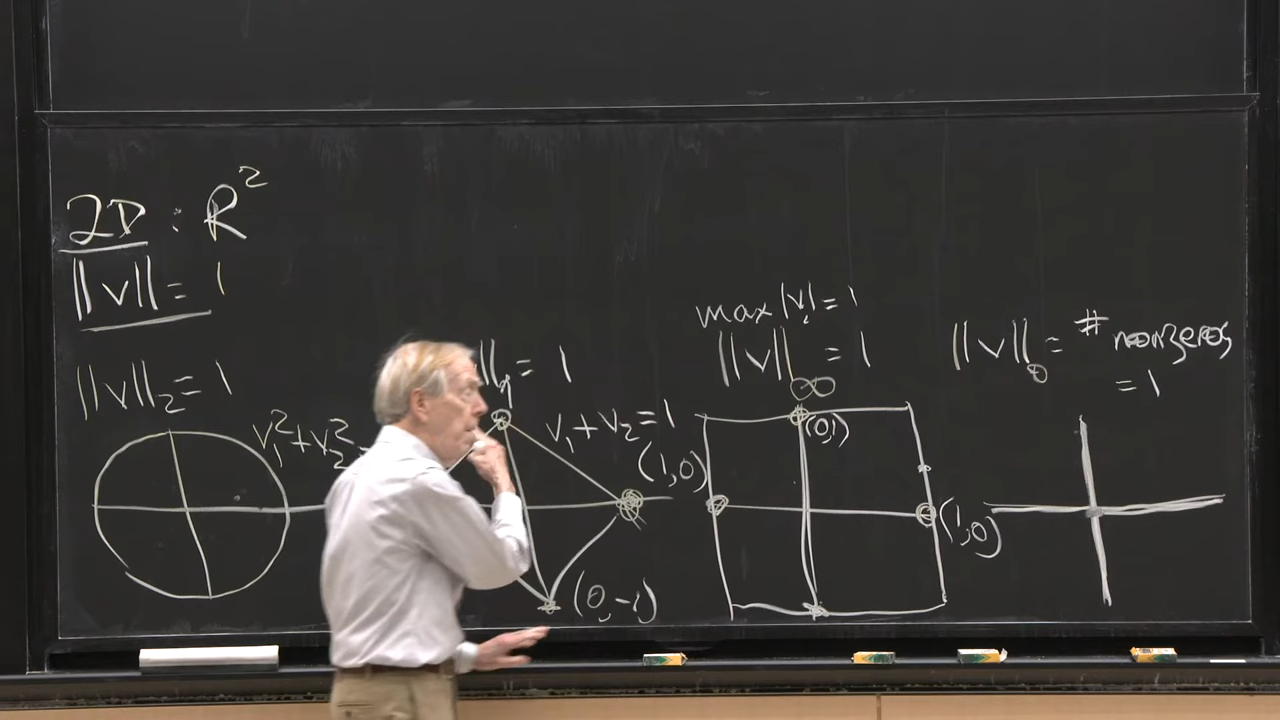 2D : R²
||v|| = 1
||v||₂ = 1
v₁² + v₂²
||₁ = 1
v₁ + v₂ = 1
(1,0)
(0,-1)
max |vᵢ| = 1
||v||∞ = 1
(0,1)
(1,0)
||v||₀ = # nonzeros
= 1